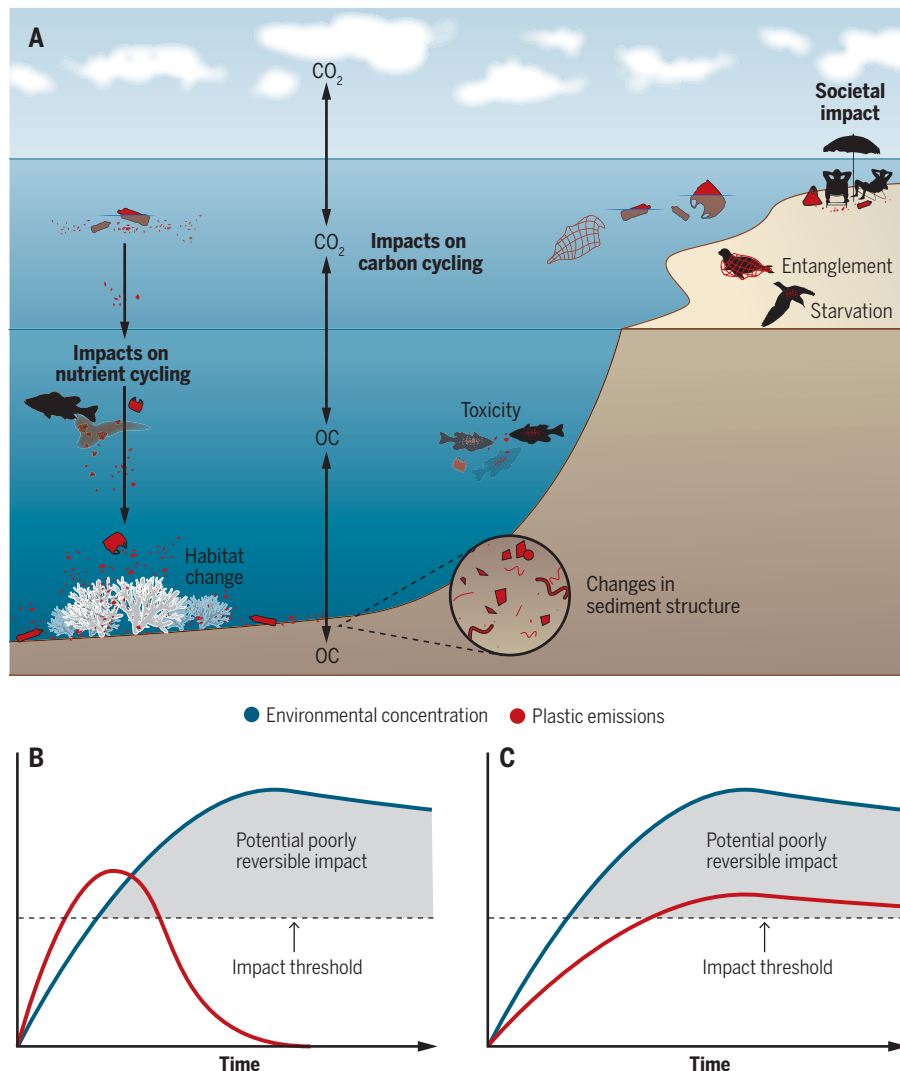 A
CO2
Societal
impact
CO2
Impacts on
carbon cycling
Entanglement
Starvation
Impacts on
nutrient cycling
Toxicity
OC
Habitat
change
Changes in
sediment structure
OC
Environmental concentration
Plastic emissions
B
Potential poorly
reversible impact
Impact threshold
Time
C
Potential poorly
reversible impact
Impact threshold
Time